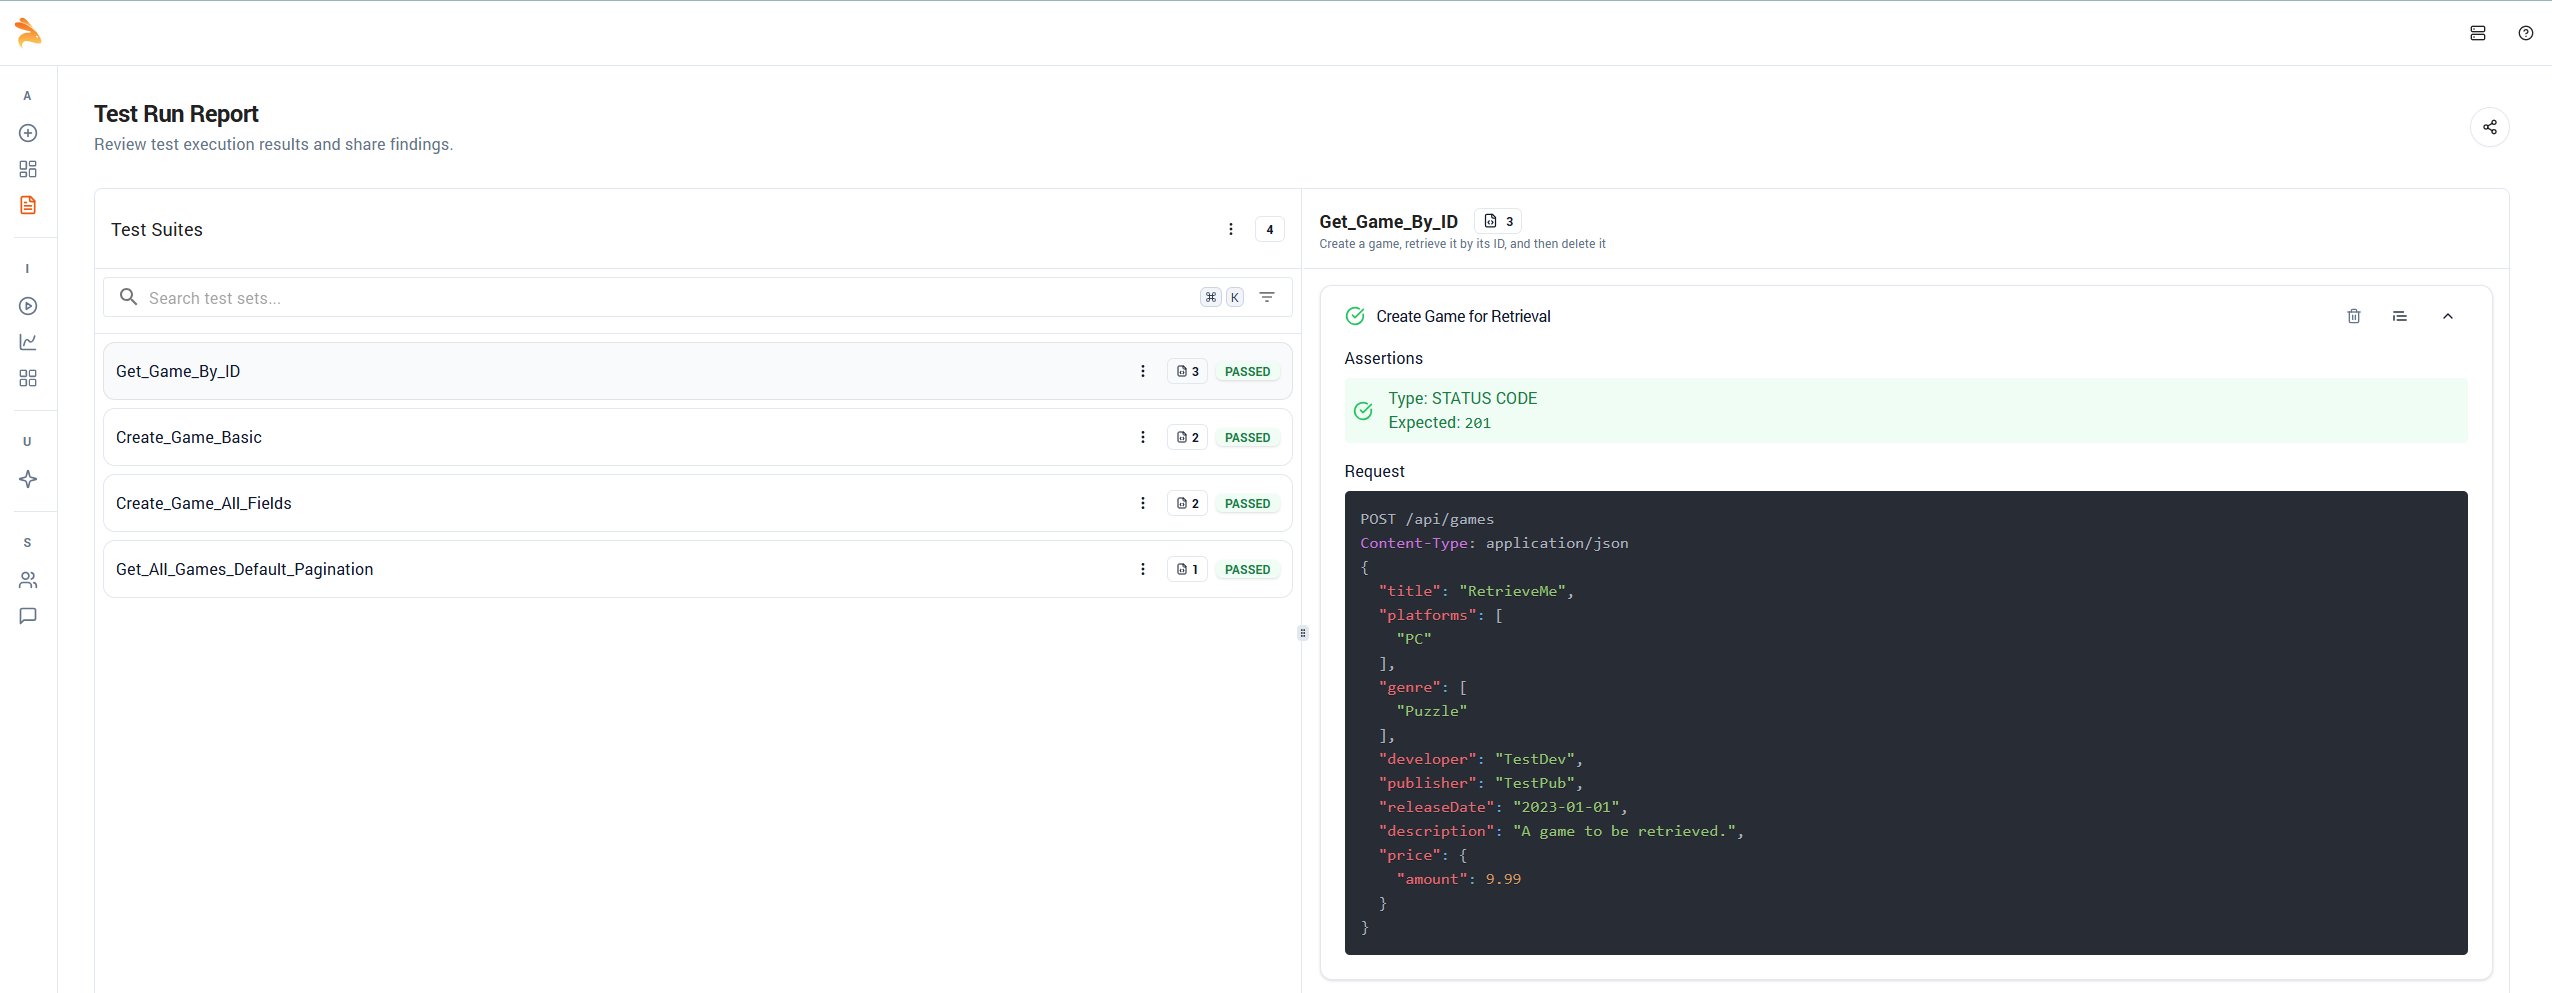 A
I
U
S
Test Run Report
Review test execution results and share findings.
Test Suites
4
Search test sets...
⌘ K
Get_Game_By_ID 3 PASSED
Create_Game_Basic 2 PASSED
Create_Game_All_Fields 2 PASSED
Get_All_Games_Default_Pagination 1 PASSED
Get_Game_By_ID 3
Create a game, retrieve it by its ID, and then delete it
Create Game for Retrieval
Assertions
Type: STATUS CODE
Expected: 201
Request
POST /api/games
Content-Type: application/json
{
  "title": "RetrieveMe",
  "platforms": [
    "PC"
  ],
  "genre": [
    "Puzzle"
  ],
  "developer": "TestDev",
  "publisher": "TestPub",
  "releaseDate": "2023-01-01",
  "description": "A game to be retrieved.",
  "price": {
    "amount": 9.99
  }
}